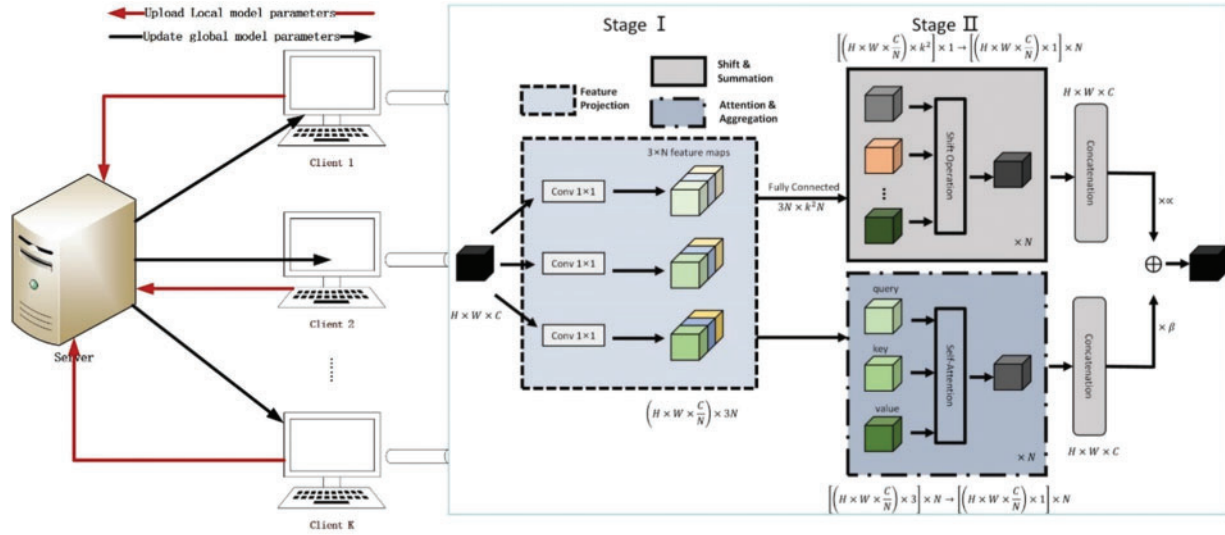 Upload Local model parameters
Update global model parameters
Client 1
Client 2
......
Client K
Server
Stage Ⅰ
Feature
Projection
Shift &
Summation
Attention &
Aggregation
3×N feature maps
Conv 1×1
Conv 1×1
Conv 1×1
H × W × C
(H × W × C/N) × 3N
Fully Connected
3N × k²N
Stage Ⅱ
[(H × W × C/N) × k²] × 1 → [(H × W × C/N) × 1] × N
Shift Operation
...
× N
query
key
value
Self-Attention
× N
[(H × W × C/N) × 3] × N → [(H × W × C/N) × 1] × N
H × W × C
Concatenation
×∝
⊕
× β
Concatenation
H × W × C